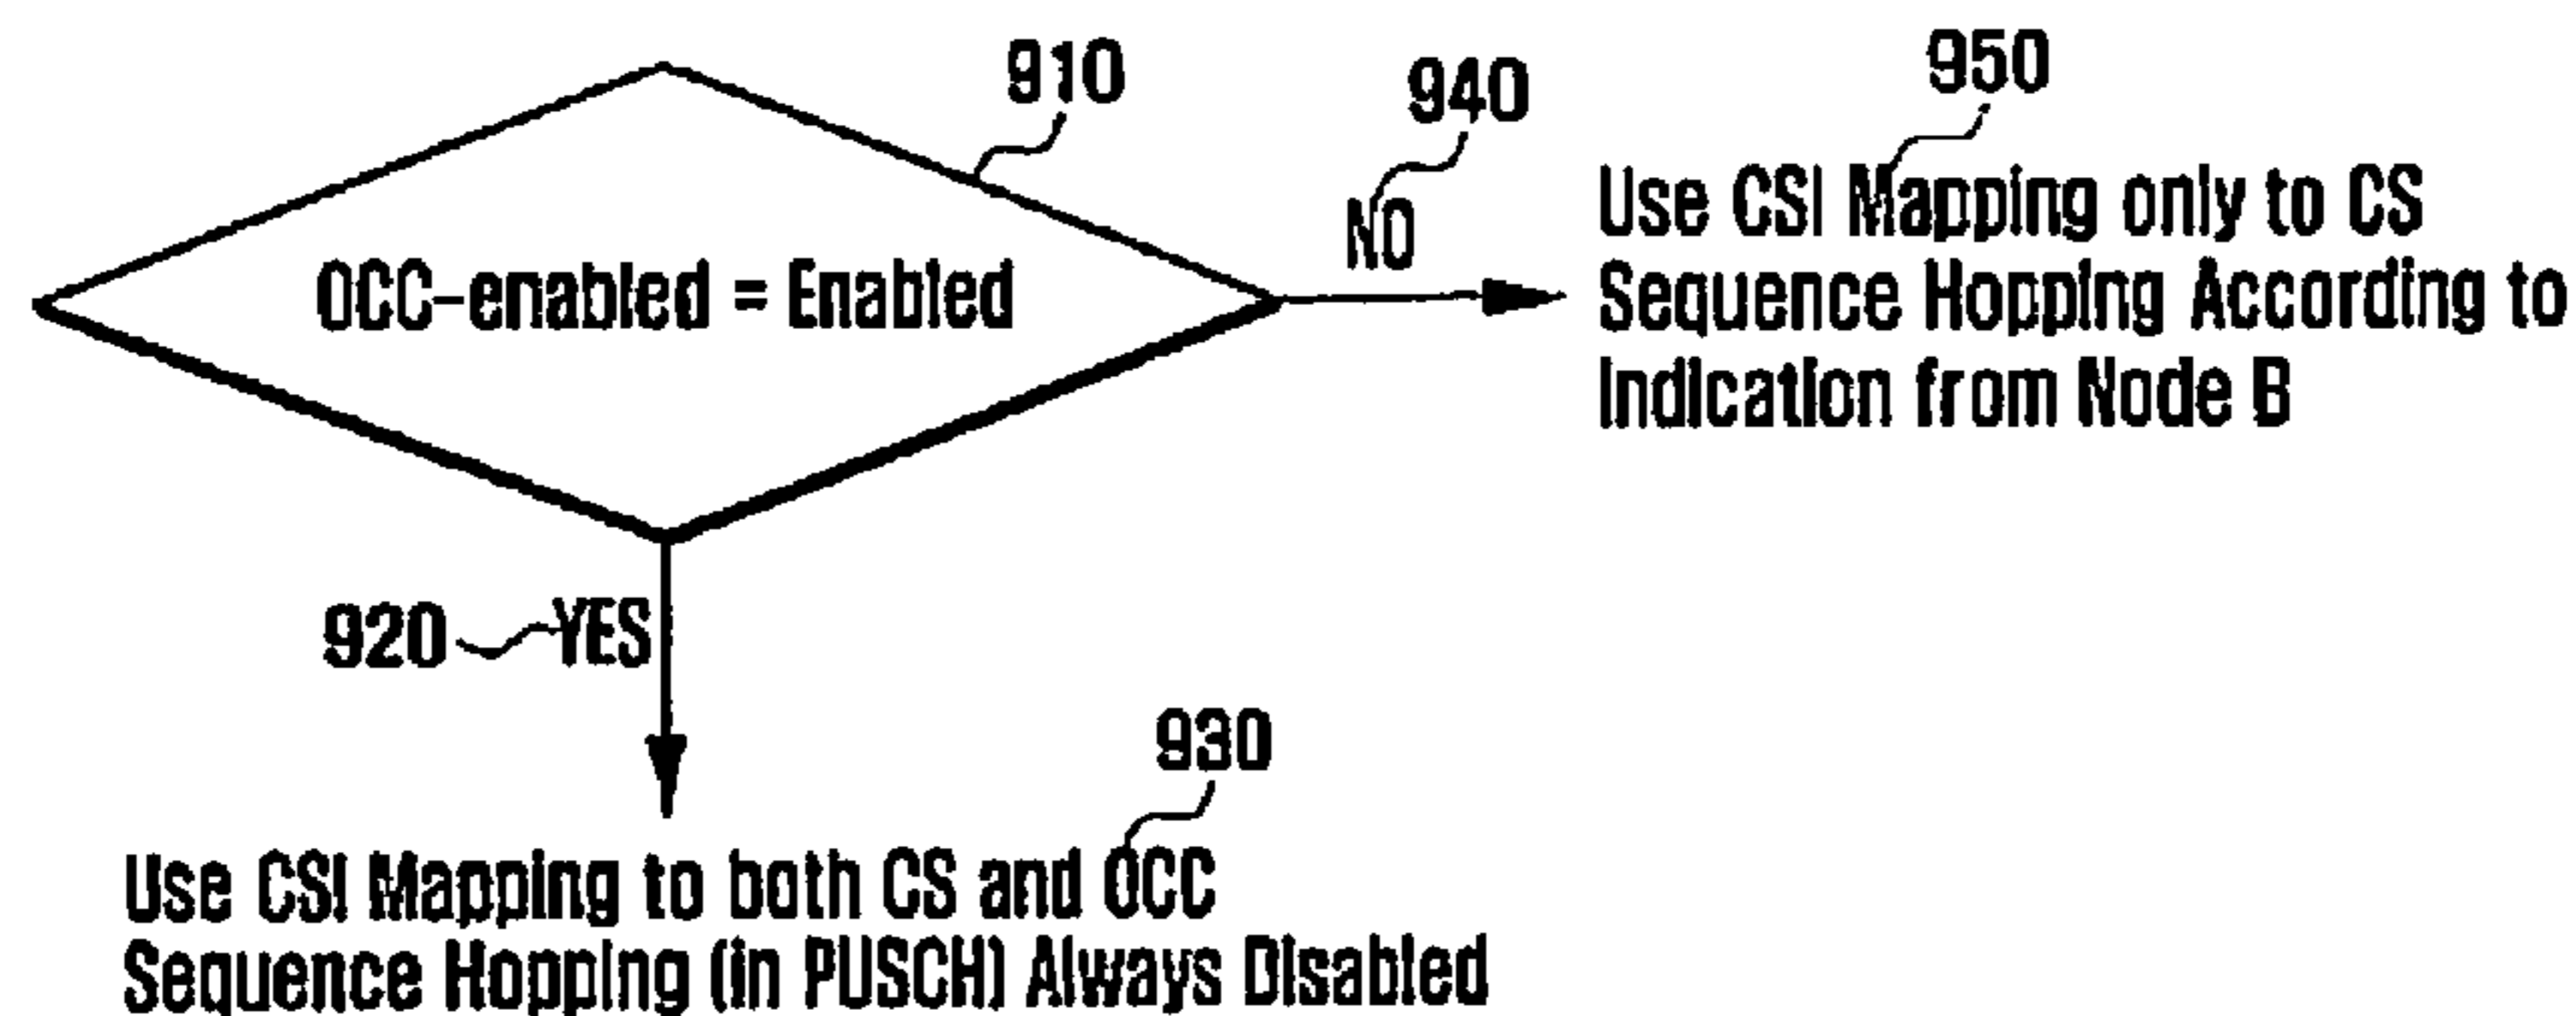 910
940
950
OCC-enabled = Enabled
NO
Use CSI Mapping only to CS
Sequence Hopping According to
Indication from Node B
920
YES
930
Use CSI Mapping to both CS and OCC
Sequence Hopping (in PUSCH) Always Disabled